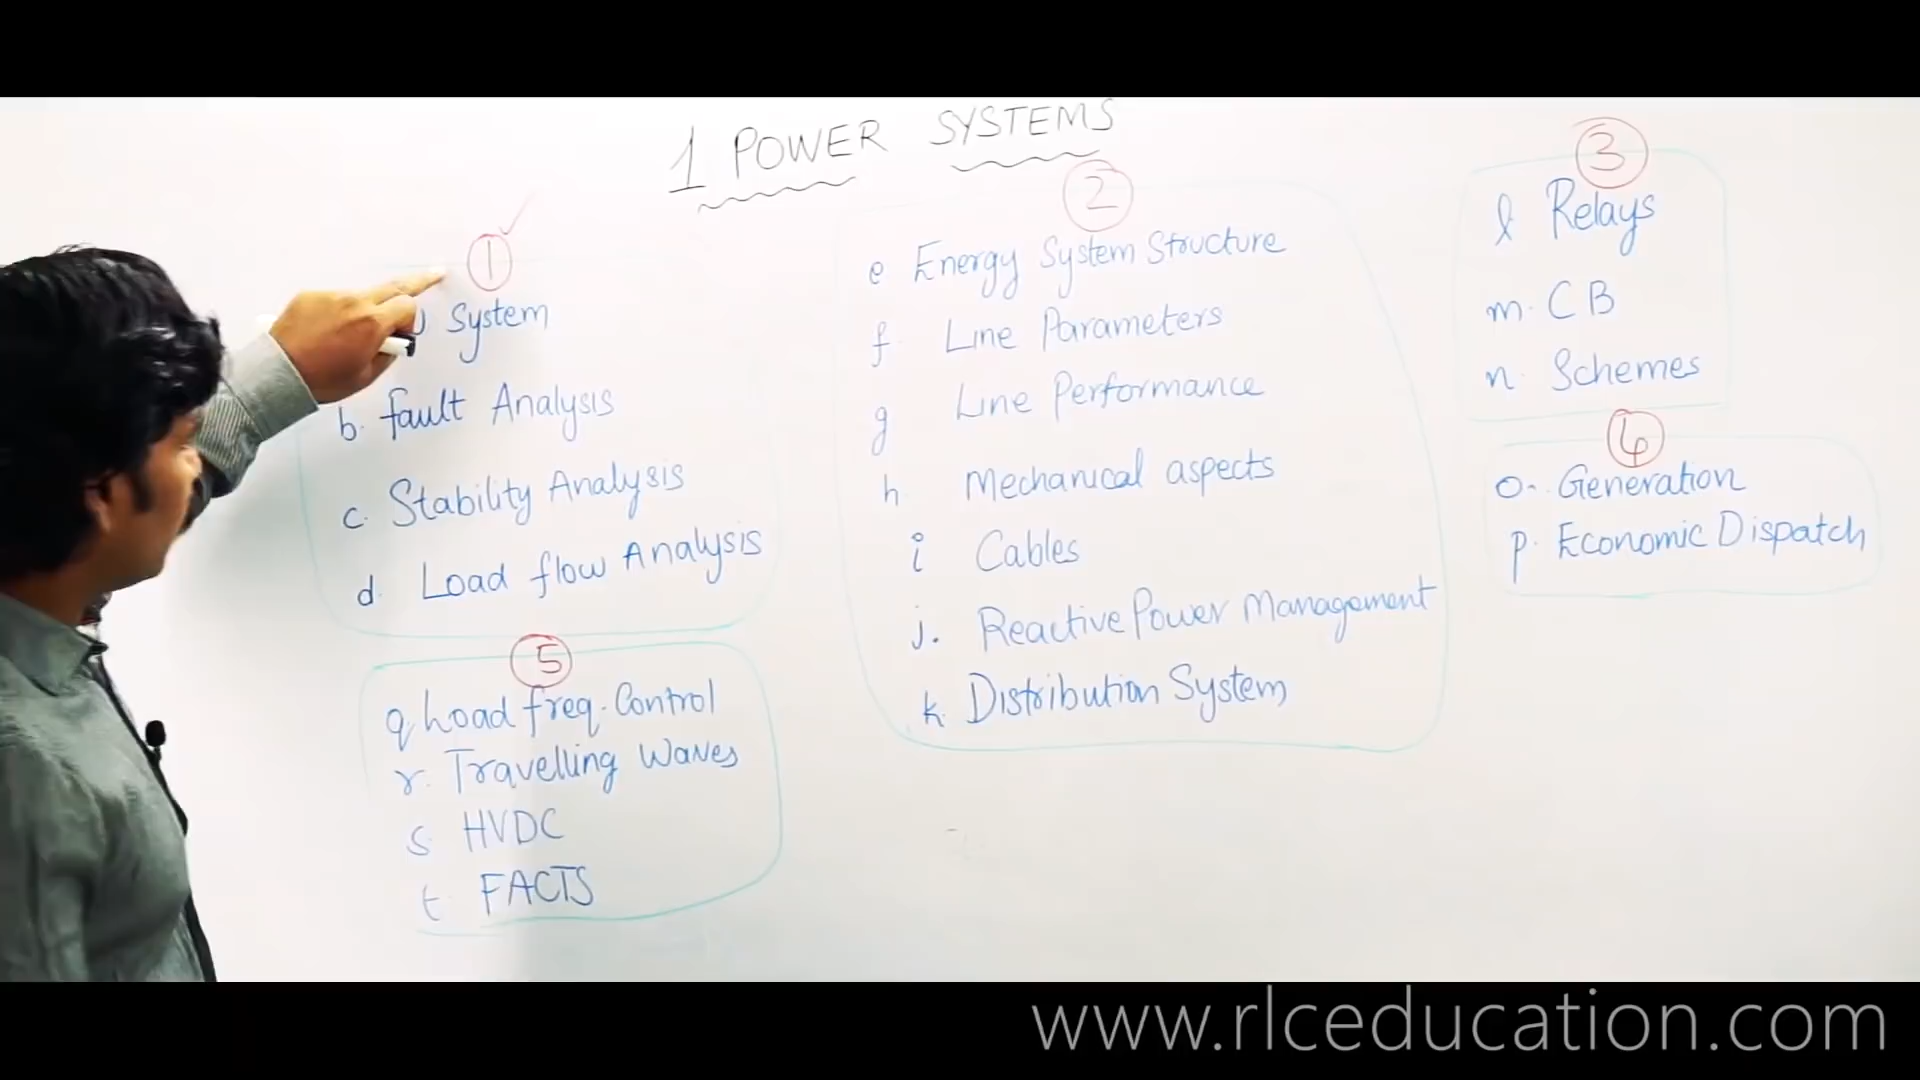 1 POWER SYSTEMS
1
System
b. fault Analysis
c. Stability Analysis
d. Load flow Analysis
5
q. Load freq. Control
r. Travelling Waves
s. HVDC
t. FACTS
2
e Energy System Structure
f. Line Parameters
g Line Performance
h Mechanical aspects
i Cables
j. Reactive Power Management
k. Distribution System
3
l. Relays
m. CB
n. Schemes
4
o. Generation
p. Economic Dispatch
www.rlceducation.com